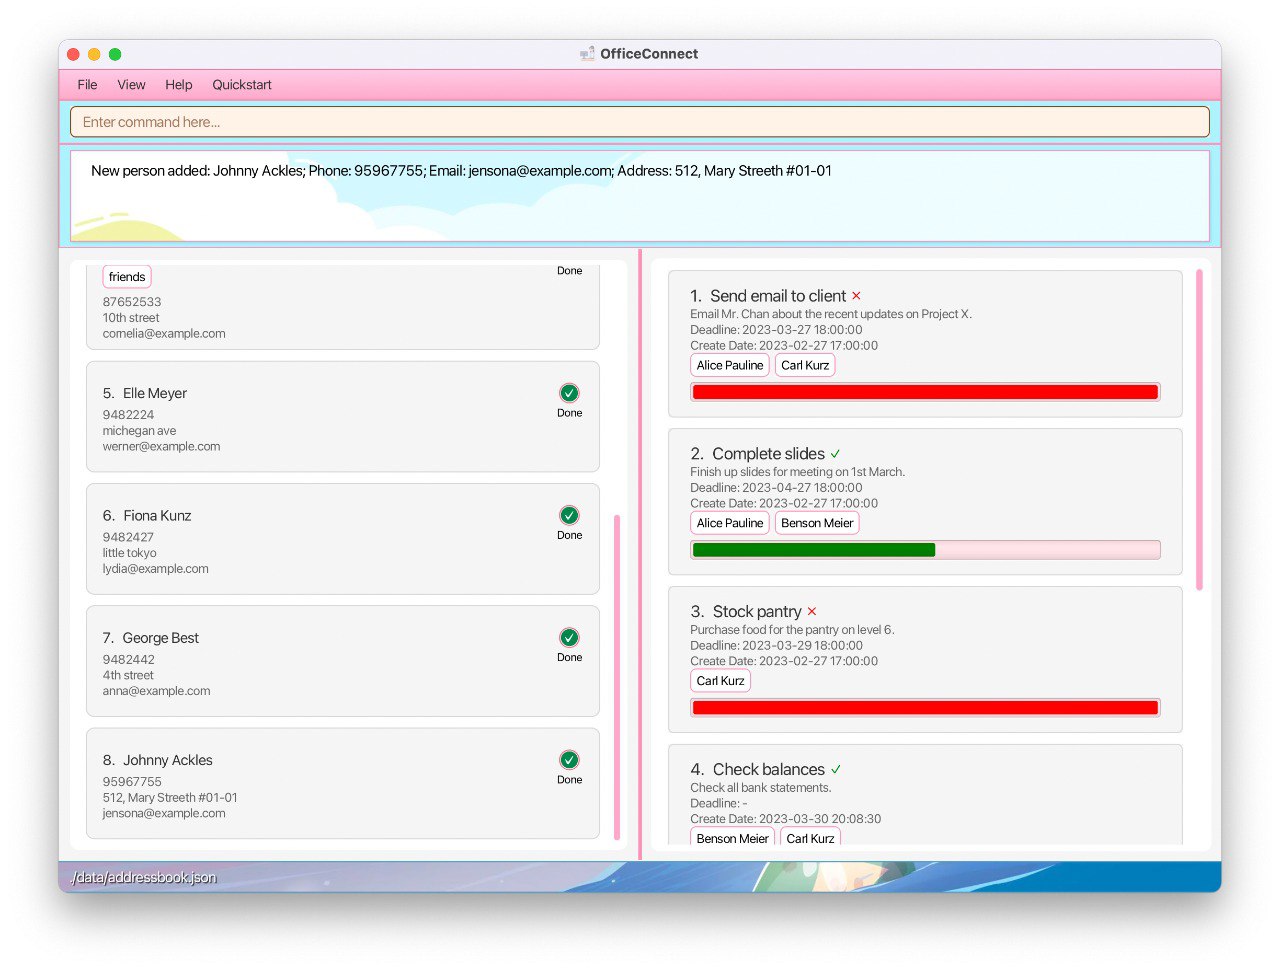 OfficeConnect
File View Help Quickstart
Enter command here...
New person added: Johnny Ackles; Phone: 95967755; Email: jensona@example.com; Address: 512, Mary Streeth #01-01
friends
Done
87652533
10th street
cornelia@example.com
5. Elle Meyer
Done
9482224
michegan ave
werner@example.com
6. Fiona Kunz
Done
9482427
little tokyo
lydia@example.com
7. George Best
Done
9482442
4th street
anna@example.com
8. Johnny Ackles
Done
95967755
512, Mary Streeth #01-01
jensona@example.com
1. Send email to client
Email Mr. Chan about the recent updates on Project X.
Deadline: 2023-03-27 18:00:00
Create Date: 2023-02-27 17:00:00
Alice Pauline Carl Kurz
2. Complete slides
Finish up slides for meeting on 1st March.
Deadline: 2023-04-27 18:00:00
Create Date: 2023-02-27 17:00:00
Alice Pauline Benson Meier
3. Stock pantry
Purchase food for the pantry on level 6.
Deadline: 2023-03-29 18:00:00
Create Date: 2023-02-27 17:00:00
Carl Kurz
4. Check balances
Check all bank statements.
Deadline: -
Create Date: 2023-03-30 20:08:30
Benson Meier Carl Kurz
./data/addressbook.json